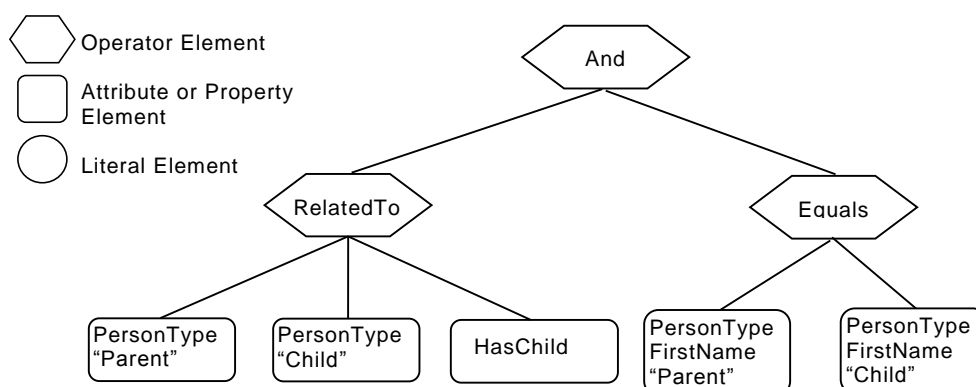 Operator Element
Attribute or Property
Element
Literal Element
And
RelatedTo
Equals
PersonType
“Parent”
PersonType
“Child”
HasChild
PersonType
FirstName
“Parent”
PersonType
FirstName
“Child”